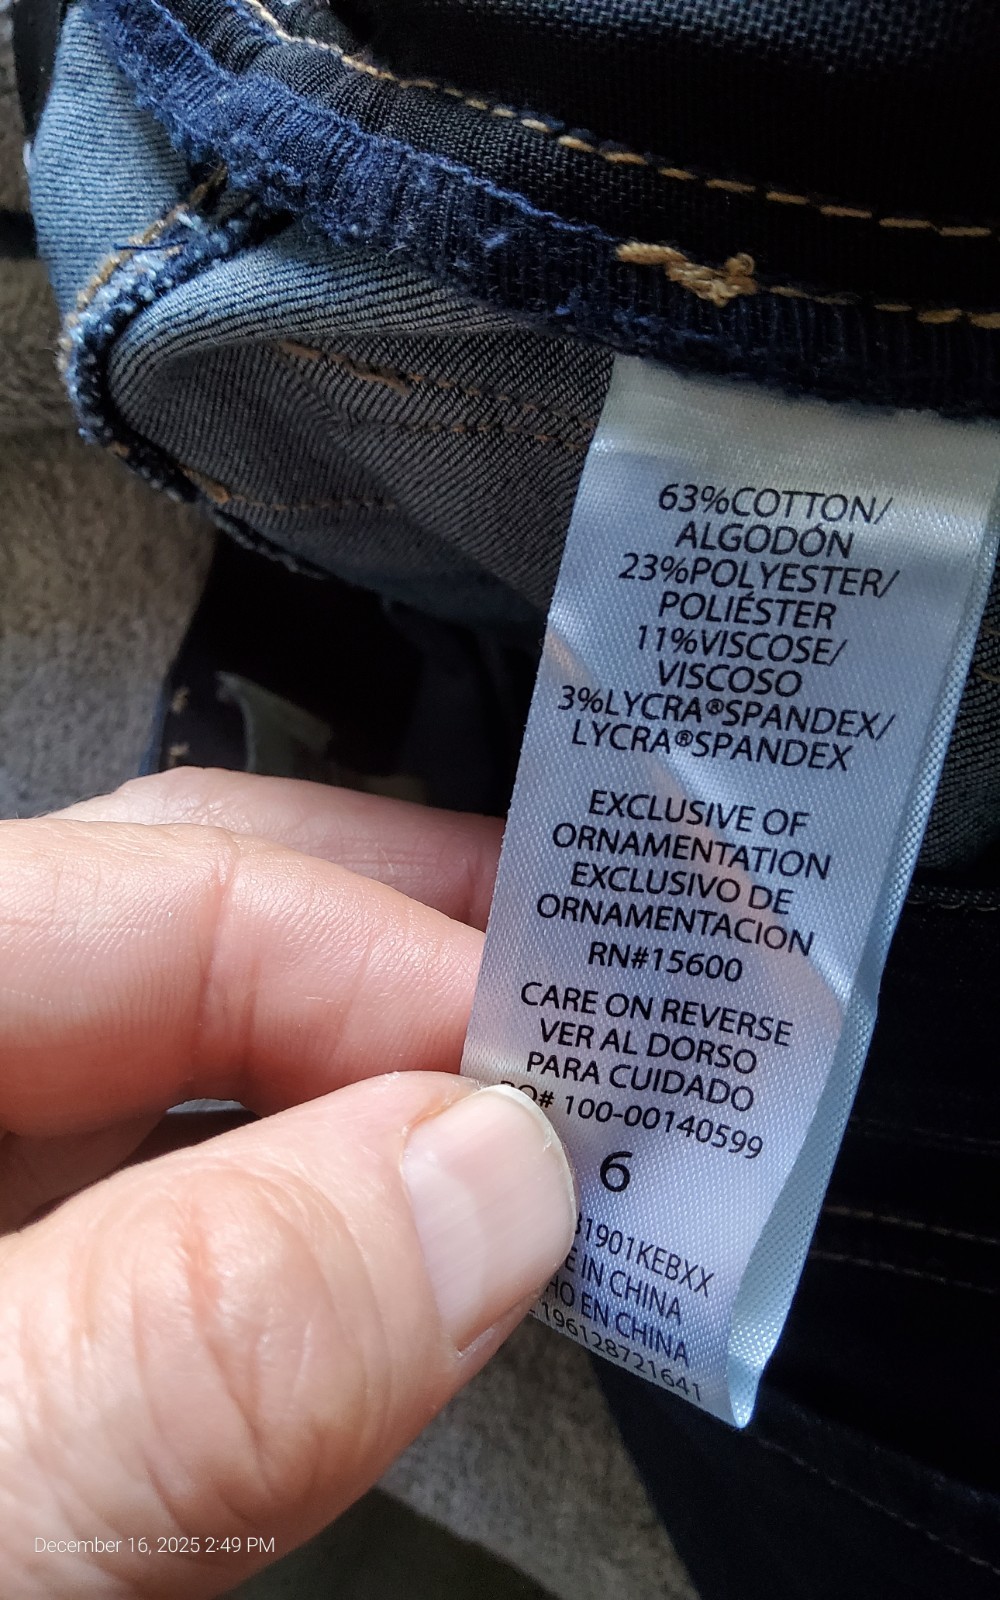 63%COTTON/
ALGODÓN
23%POLYESTER/
POLIÉSTER
11%VISCOSE/
VISCOSO
3%LYCRA®SPANDEX/
LYCRA®SPANDEX
EXCLUSIVE OF
ORNAMENTATION
EXCLUSIVO DE
ORNAMENTACION
RN#15600
CARE ON REVERSE
VER AL DORSO
PARA CUIDADO
PO# 100-00140599
6
1901KEBXX
E IN CHINA
HO EN CHINA
196128721641
December 16, 2025 2:49 PM